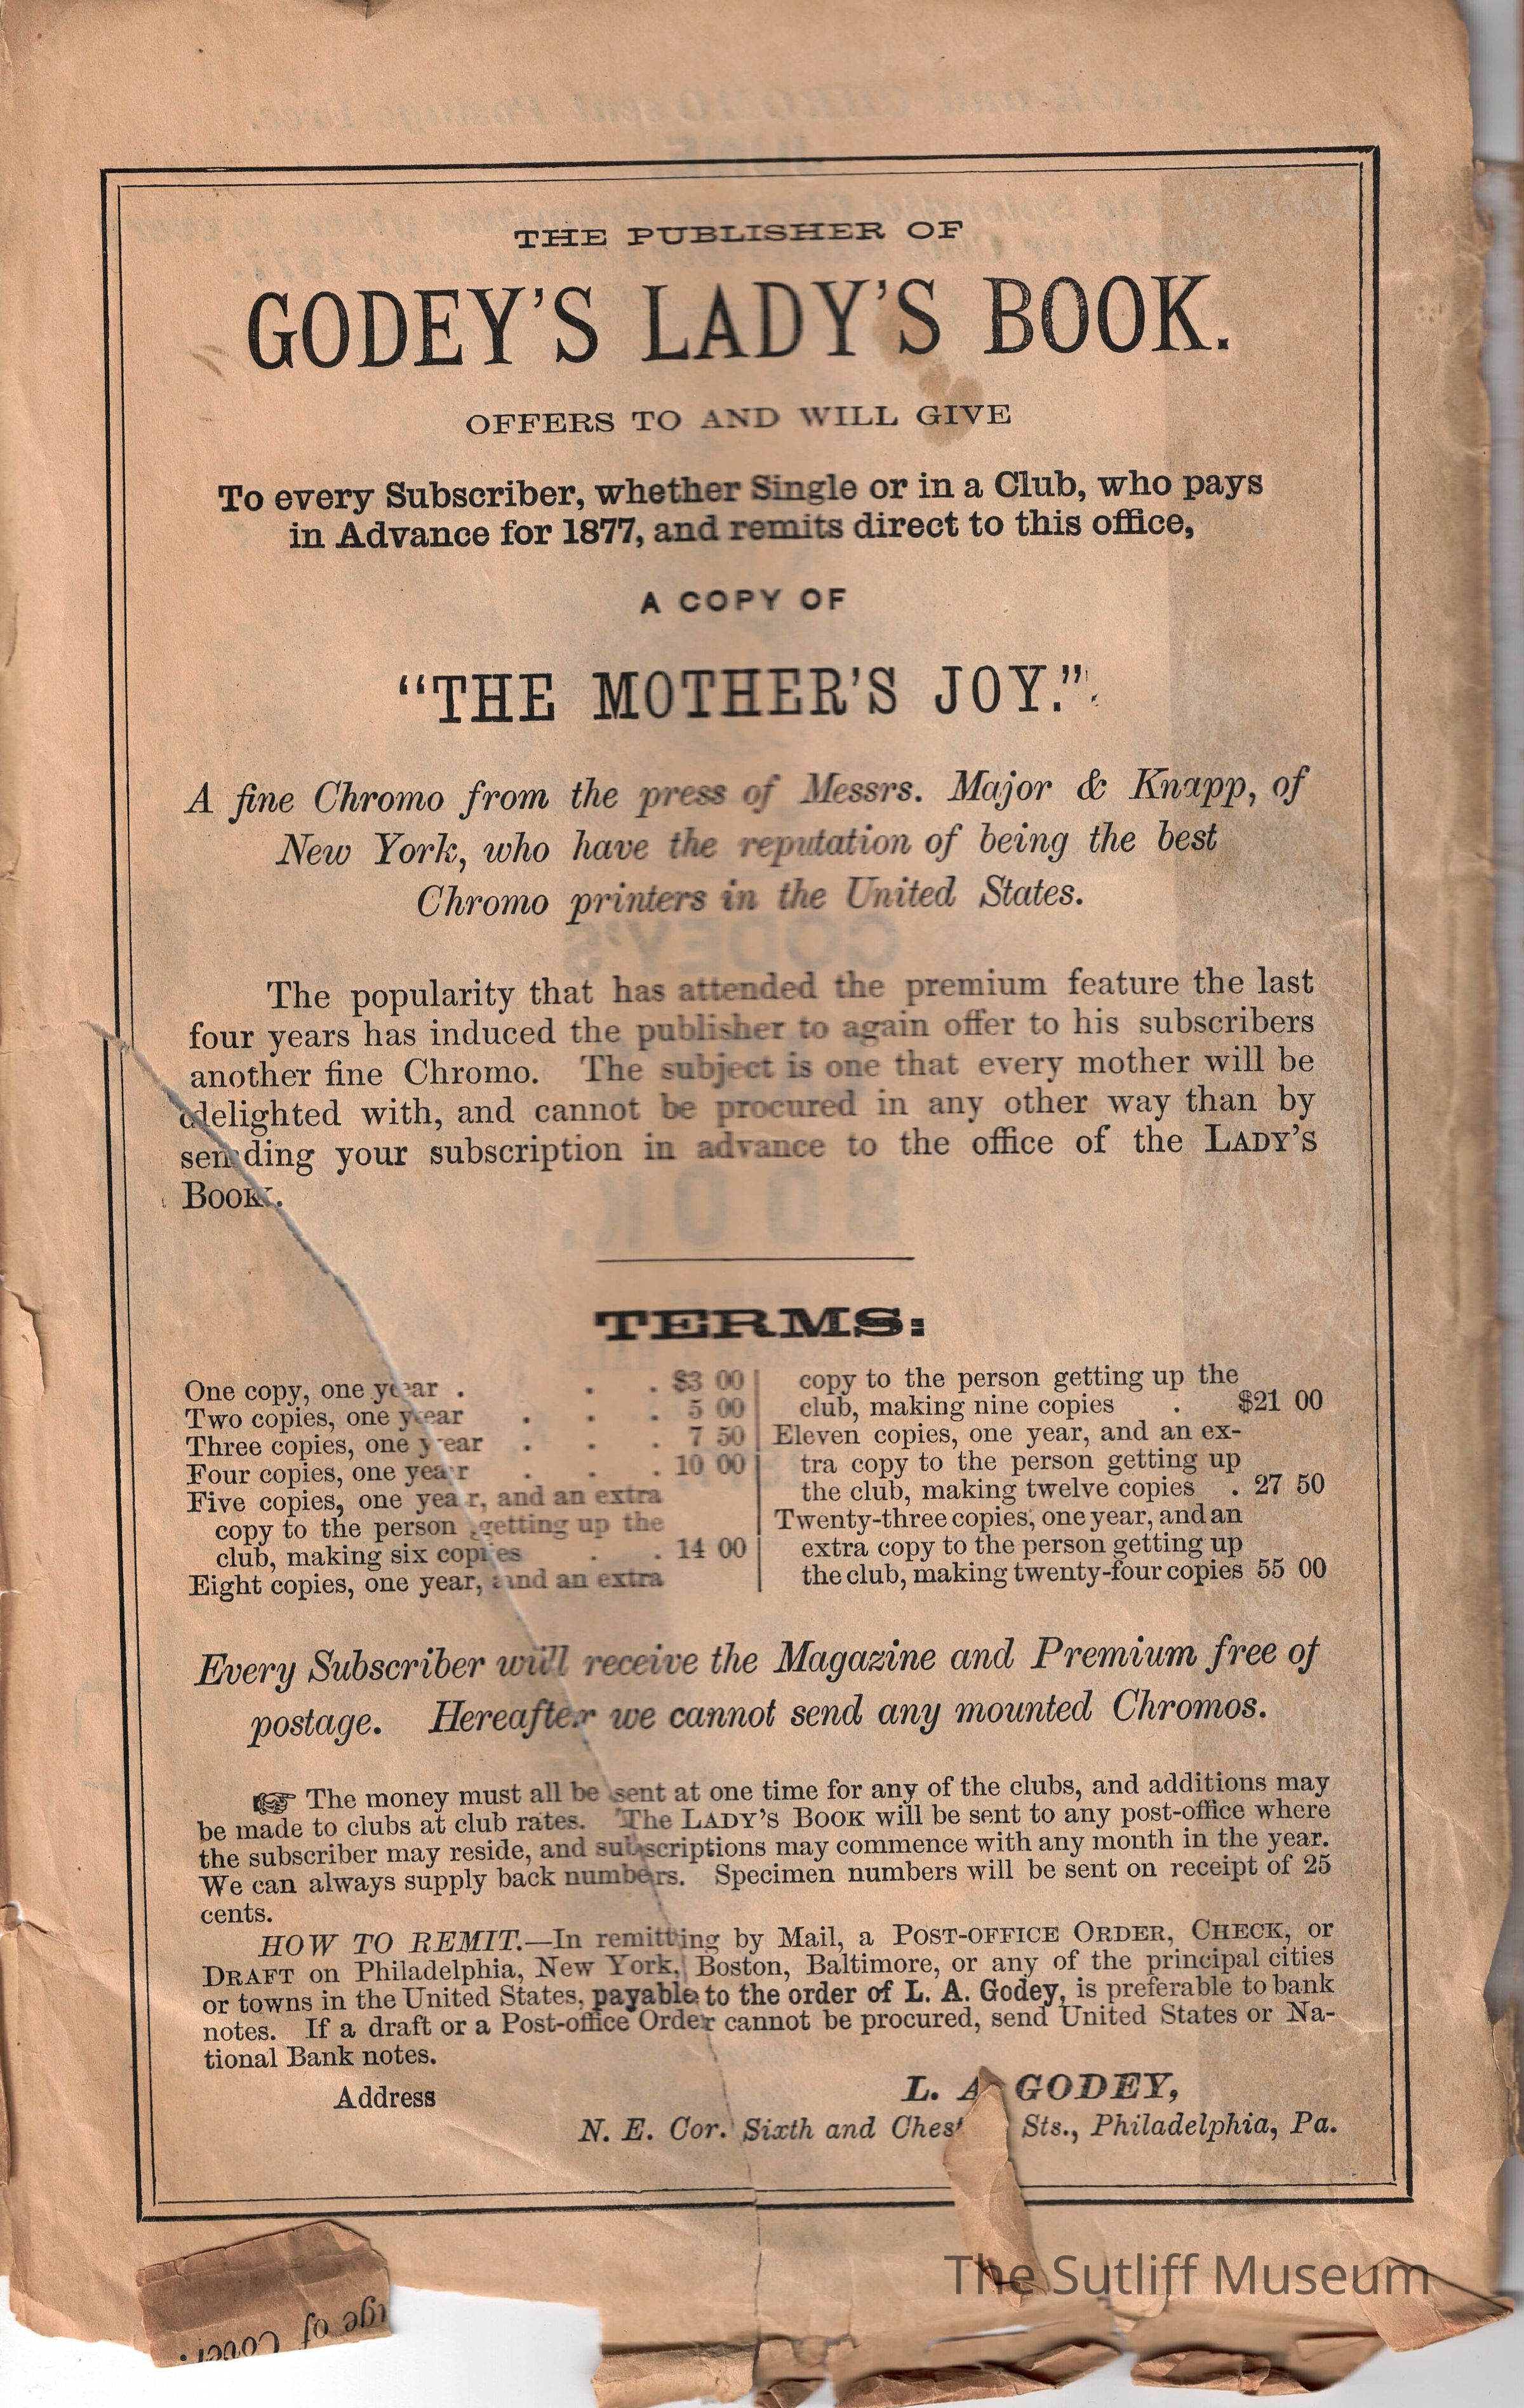 THE PUBLISHER OF
GODEY'S LADY'S BOOK.
OFFERS TO AND WILL GIVE
To every Subscriber, whether Single or in a Club, who pays
in Advance for 1877, and remits direct to this office,
A COPY OF
"THE MOTHER'S JOY."
A fine Chromo from the press of Messrs. Major & Knapp, of
New York, who have the reputation of being the best
Chromo printers in the United States.
The popularity that has attended the premium feature the last
four years has induced the publisher to again offer to his subscribers
another fine Chromo. The subject is one that every mother will be
delighted with, and cannot be procured in any other way than by
sending your subscription in advance to the office of the LADY'S
BOOK.
TERMS:
One copy, one year . . . $3 00
Two copies, one year . . . 5 00
Three copies, one year . . . 7 50
Four copies, one year . . . 10 00
Five copies, one year, and an extra
copy to the person getting up the
club, making six copies . . 14 00
Eight copies, one year, and an extra
copy to the person getting up the
club, making nine copies . $21 00
Eleven copies, one year, and an ex-
tra copy to the person getting up
the club, making twelve copies . 27 50
Twenty-three copies, one year, and an
extra copy to the person getting up
the club, making twenty-four copies 55 00
Every Subscriber will receive the Magazine and Premium free of
postage. Hereafter we cannot send any mounted Chromos.
☞ The money must all be sent at one time for any of the clubs, and additions may
be made to clubs at club rates. The LADY'S BOOK will be sent to any post-office where
the subscriber may reside, and subscriptions may commence with any month in the year.
We can always supply back numbers. Specimen numbers will be sent on receipt of 25
cents.
HOW TO REMIT.—In remitting by Mail, a POST-OFFICE ORDER, CHECK, or
DRAFT on Philadelphia, New York, Boston, Baltimore, or any of the principal cities
or towns in the United States, payable to the order of L. A. Godey, is preferable to bank
notes. If a draft or a Post-office Order cannot be procured, send United States or Na-
tional Bank notes.
Address
L. A GODEY,
N. E. Cor. Sixth and Ches Sts., Philadelphia, Pa.
The Sutliff Museum
of Cover.